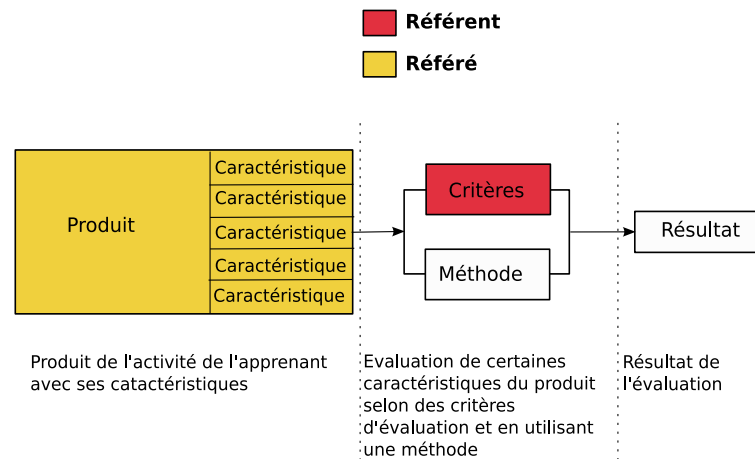 Référent
Référé
Produit
Caractéristique
Caractéristique
Caractéristique
Caractéristique
Caractéristique
Critères
Méthode
Résultat
Produit de l'activité de l'apprenant
avec ses catactéristiques
Evaluation de certaines
caractéristiques du produit
selon des critères
d'évaluation et en utilisant
une méthode
Résultat de
l'évaluation